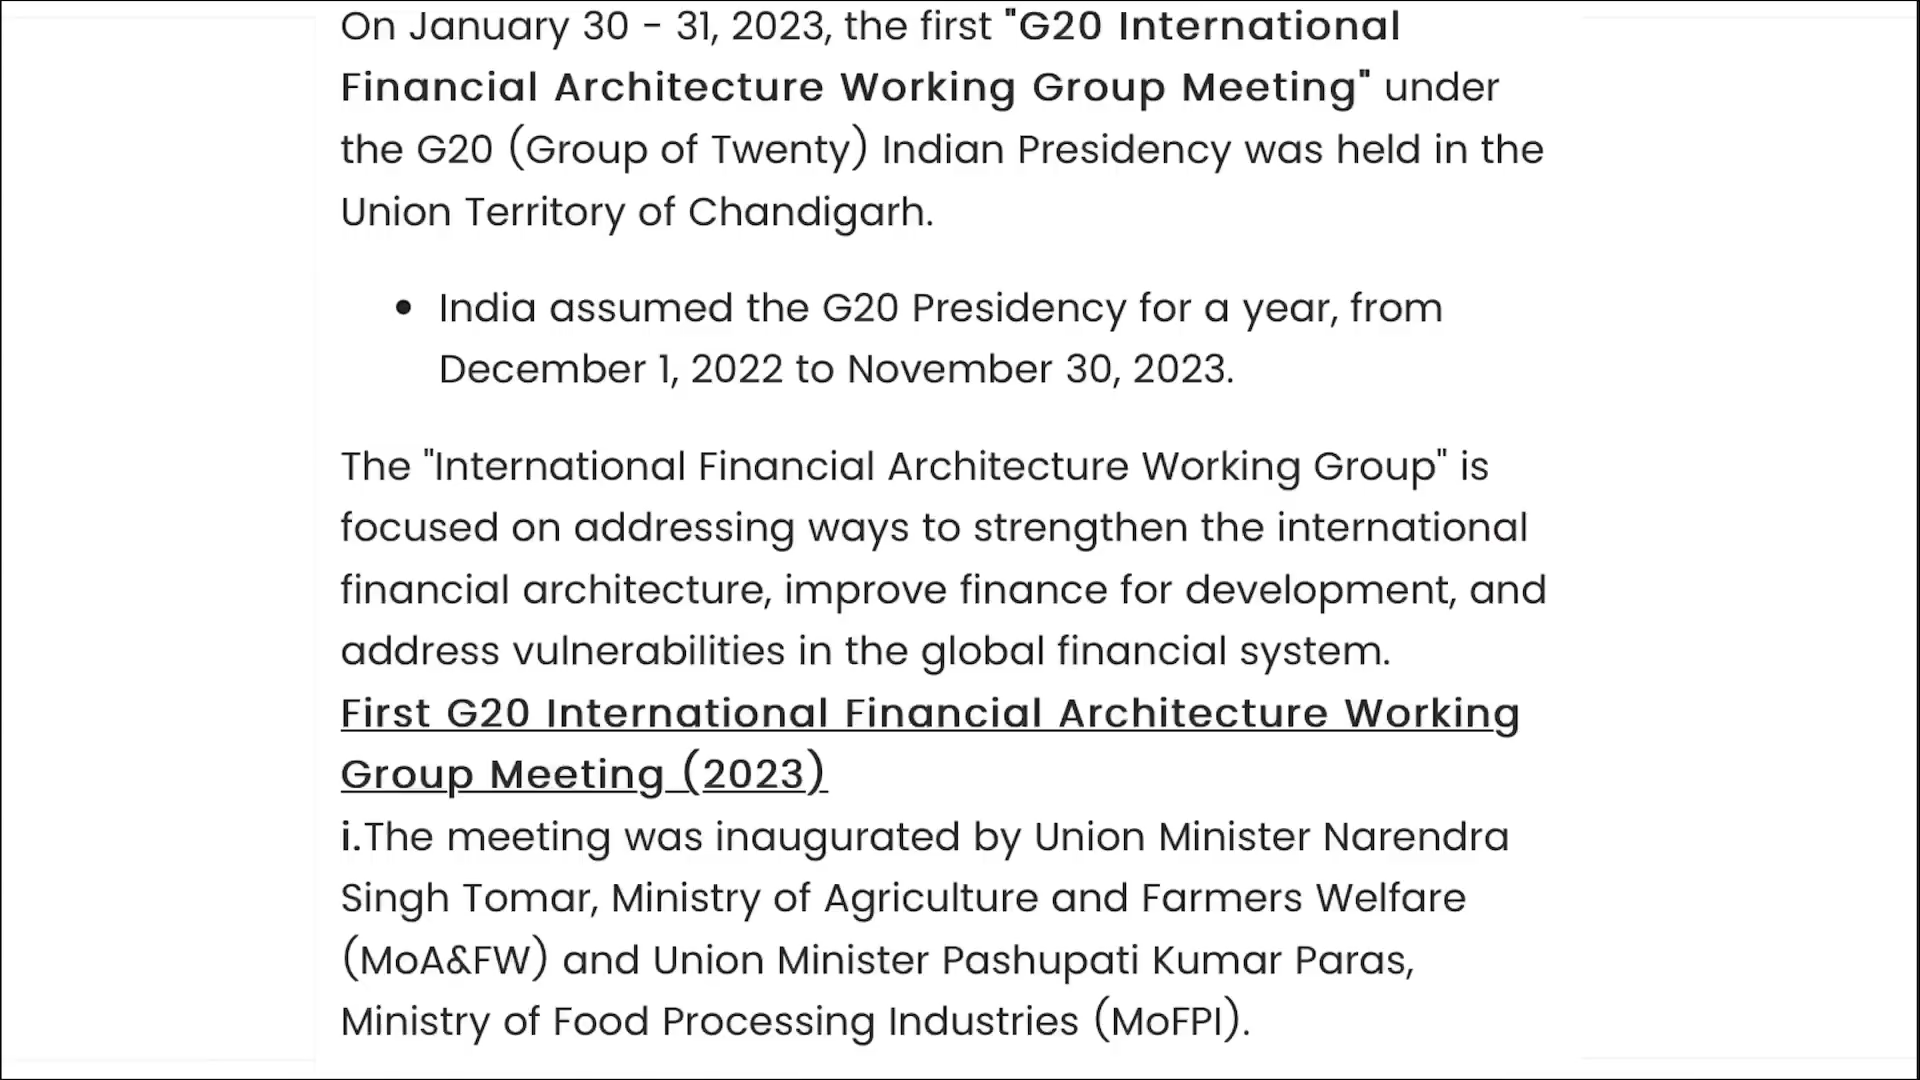 On January 30 - 31, 2023, the first "G20 International
Financial Architecture Working Group Meeting" under
the G20 (Group of Twenty) Indian Presidency was held in the
Union Territory of Chandigarh.
• India assumed the G20 Presidency for a year, from
December 1, 2022 to November 30, 2023.
The "International Financial Architecture Working Group" is
focused on addressing ways to strengthen the international
financial architecture, improve finance for development, and
address vulnerabilities in the global financial system.
First G20 International Financial Architecture Working
Group Meeting (2023)
i.The meeting was inaugurated by Union Minister Narendra
Singh Tomar, Ministry of Agriculture and Farmers Welfare
(MoA&FW) and Union Minister Pashupati Kumar Paras,
Ministry of Food Processing Industries (MoFPI).